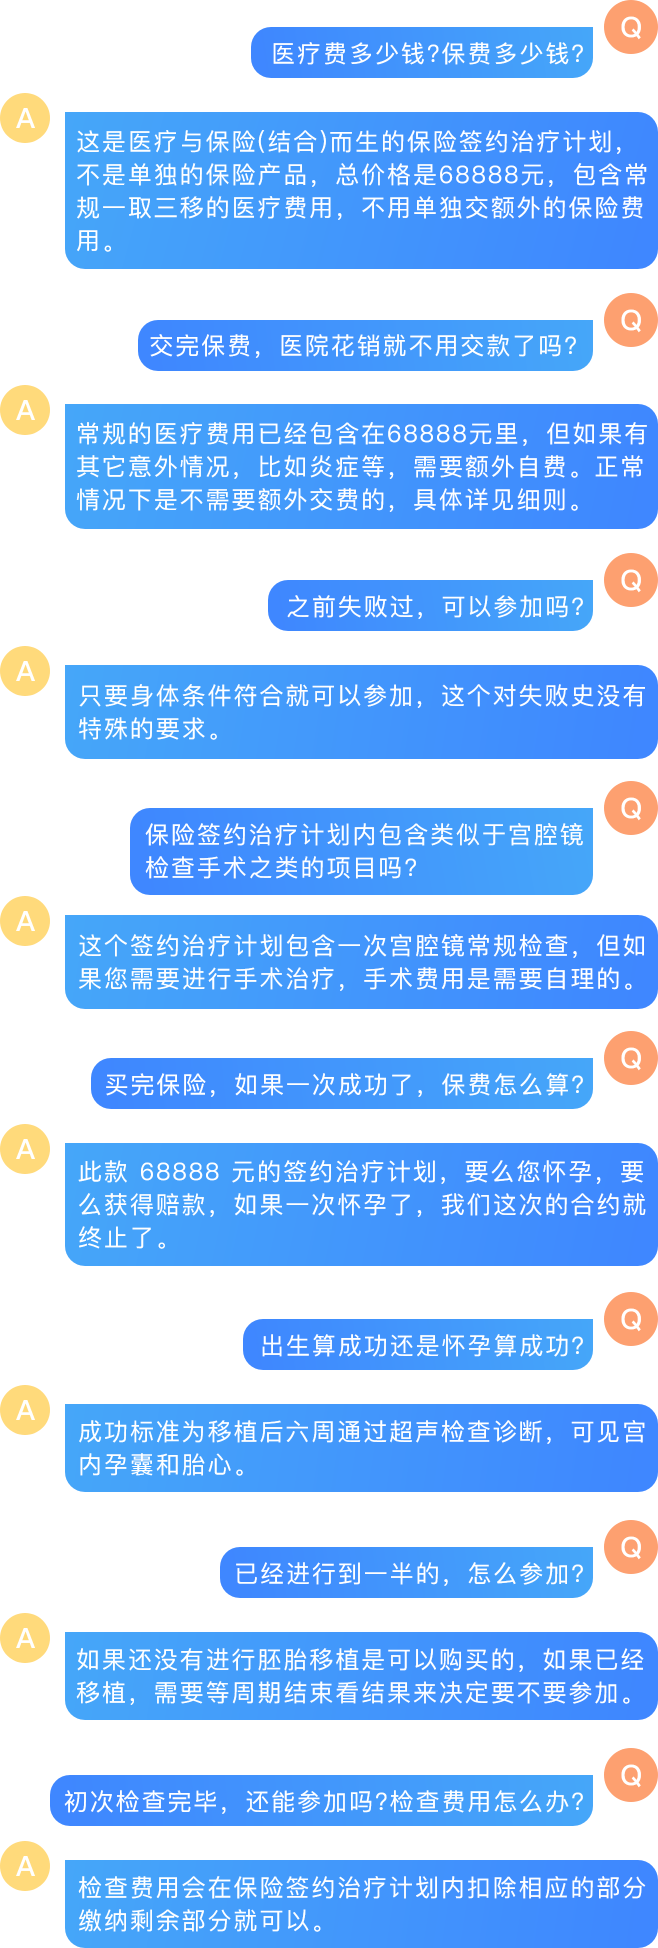 Q
医疗费多少钱?保费多少钱?
A
这是医疗与保险(结合)而生的保险签约治疗计划，
不是单独的保险产品，总价格是68888元，包含常
规一取三移的医疗费用，不用单独交额外的保险费
用。
Q
交完保费，医院花销就不用交款了吗?
A
常规的医疗费用已经包含在68888元里，但如果有
其它意外情况，比如炎症等，需要额外自费。正常
情况下是不需要额外交费的，具体详见细则。
Q
之前失败过，可以参加吗?
A
只要身体条件符合就可以参加，这个对失败史没有
特殊的要求。
Q
保险签约治疗计划内包含类似于宫腔镜
检查手术之类的项目吗?
A
这个签约治疗计划包含一次宫腔镜常规检查，但如
果您需要进行手术治疗，手术费用是需要自理的。
Q
买完保险，如果一次成功了，保费怎么算?
A
此款 68888 元的签约治疗计划，要么您怀孕，要
么获得赔款，如果一次怀孕了，我们这次的合约就
终止了。
Q
出生算成功还是怀孕算成功?
A
成功标准为移植后六周通过超声检查诊断，可见宫
内孕囊和胎心。
Q
已经进行到一半的，怎么参加?
A
如果还没有进行胚胎移植是可以购买的，如果已经
移植，需要等周期结束看结果来决定要不要参加。
Q
初次检查完毕，还能参加吗?检查费用怎么办?
A
检查费用会在保险签约治疗计划内扣除相应的部分
缴纳剩余部分就可以。